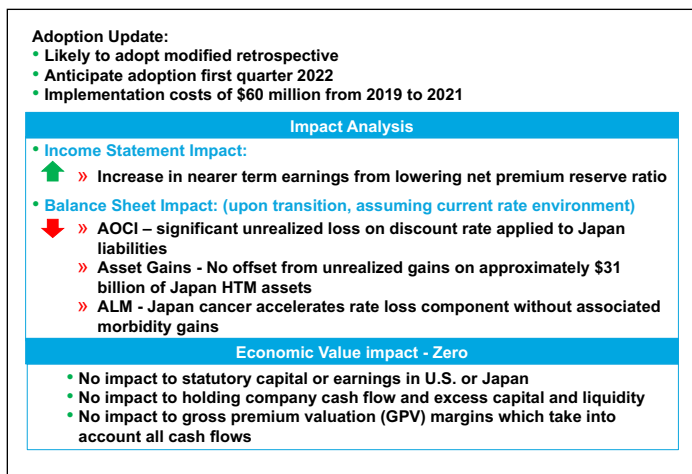 Adoption Update:
• Likely to adopt modified retrospective
• Anticipate adoption first quarter 2022
• Implementation costs of $60 million from 2019 to 2021
Impact Analysis
• Income Statement Impact:
» Increase in nearer term earnings from lowering net premium reserve ratio
• Balance Sheet Impact: (upon transition, assuming current rate environment)
» AOCI – significant unrealized loss on discount rate applied to Japan
liabilities
» Asset Gains - No offset from unrealized gains on approximately $31
billion of Japan HTM assets
» ALM - Japan cancer accelerates rate loss component without associated
morbidity gains
Economic Value impact - Zero
• No impact to statutory capital or earnings in U.S. or Japan
• No impact to holding company cash flow and excess capital and liquidity
• No impact to gross premium valuation (GPV) margins which take into
account all cash flows